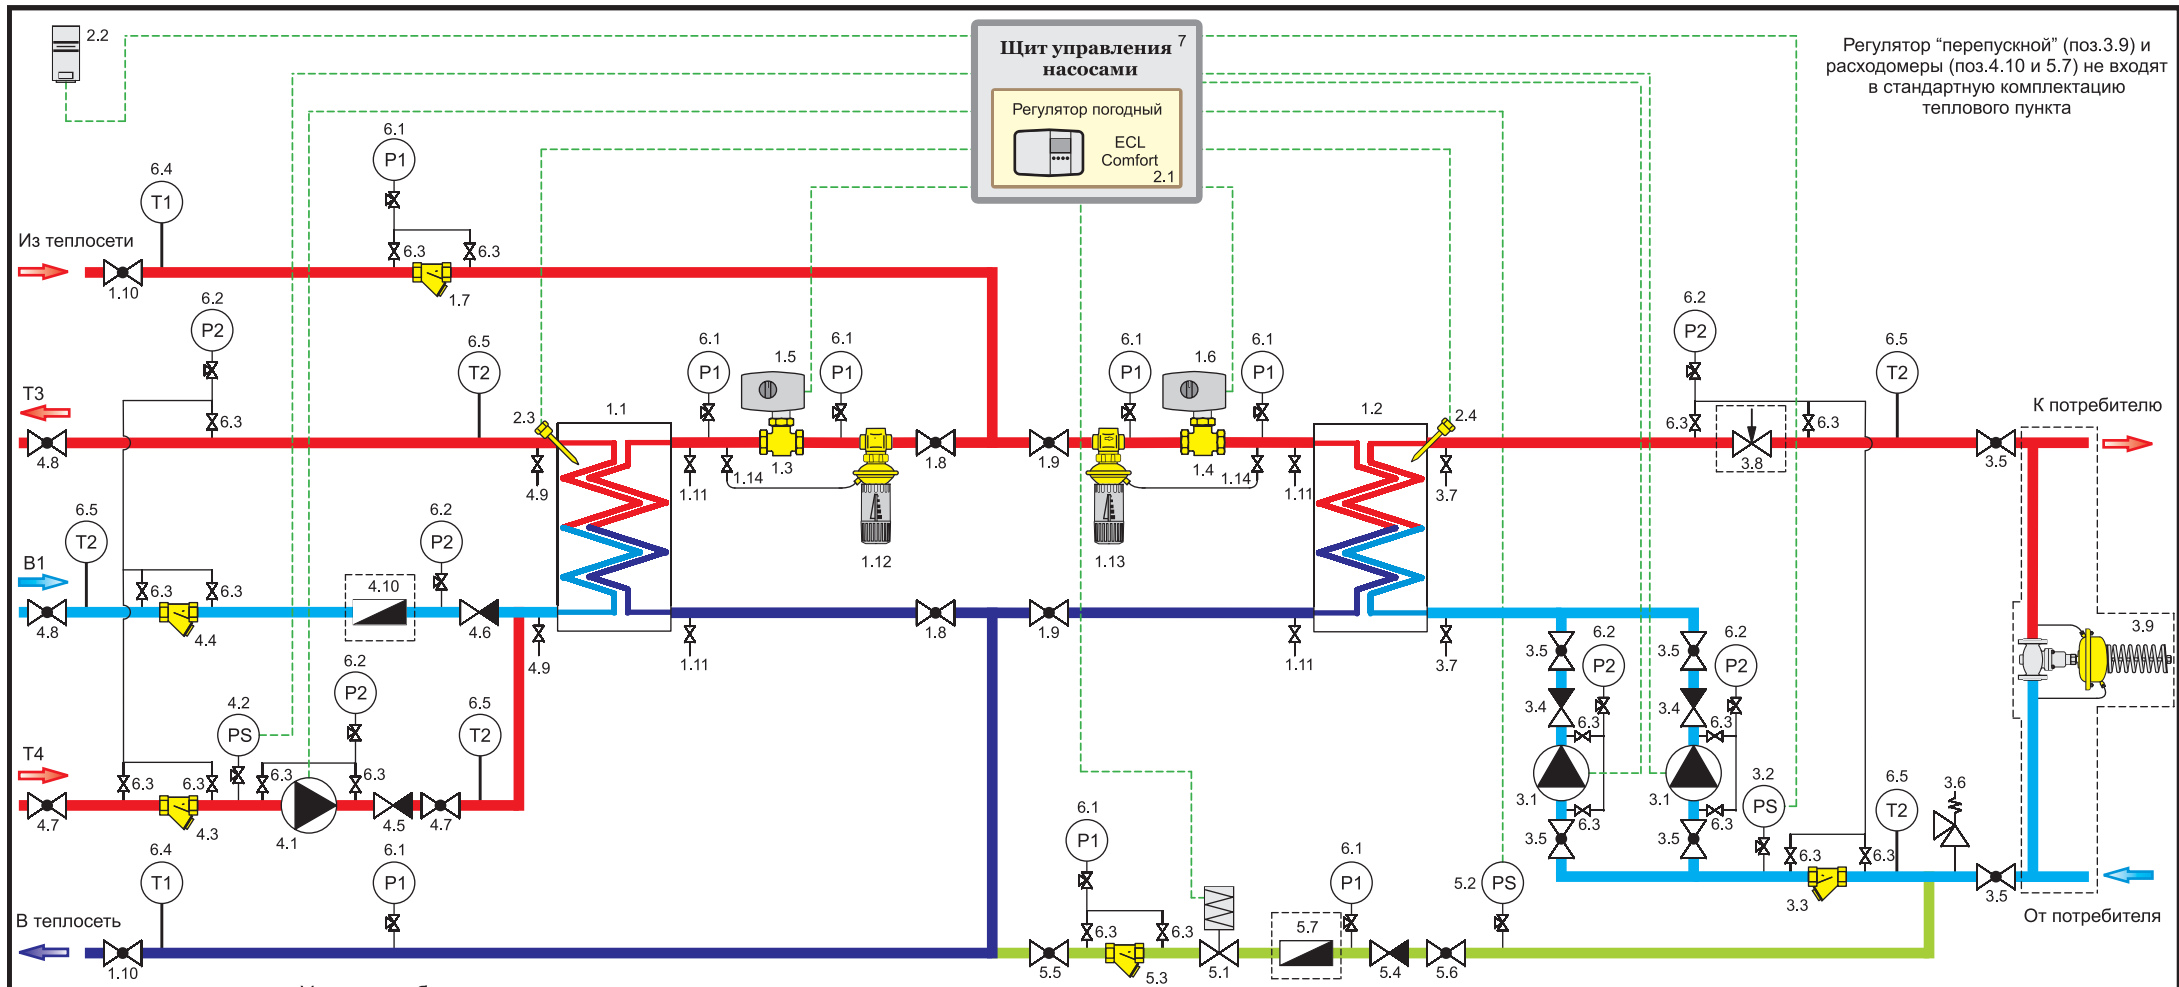 2.2
Щит управления 7
насосами
Регулятор погодный
ECL
Comfort
2.1
Регулятор “перепускной” (поз.3.9) и
расходомеры (поз.4.10 и 5.7) не входят
в стандартную комплектацию
теплового пункта
6.1
P1
6.4
T1
6.3 6.3
Из теплосети
1.10
1.7
6.2
P2
6.5
T2
6.1
P1
1.5
6.1
P1
6.1
P1
1.6
6.1
P1
6.2
P2
6.5
T2
T3
6.3
2.3
1.1
1.2
2.4
6.3
6.3
К потребителю
4.8
4.9
1.11
1.14
1.3
1.8
1.9
1.4
1.14
1.11
3.7
3.8
3.5
6.5
T2
6.2
P2
1.12
1.13
B1
6.3
6.3
4.10
4.8
4.4
4.6
4.9
1.11
1.8
1.9
1.11
3.7
3.5
6.2
P2
3.5
6.2
P2
3.9
6.2
P2
4.2
PS
6.5
T2
3.4
6.3
3.4
6.3
T4
6.3
6.3
6.3
6.3
3.1
3.1
3.2
PS
6.5
T2
3.6
4.7
4.3
4.1
4.5
4.7
6.3
6.3
6.1
P1
3.5
3.5
6.3
6.3
6.4
T1
6.1
P1
6.1
P1
5.2
PS
3.3
3.5
В теплосеть
От потребителя
6.3
6.3
5.7
1.10
5.5
5.3
5.1
5.4
5.6